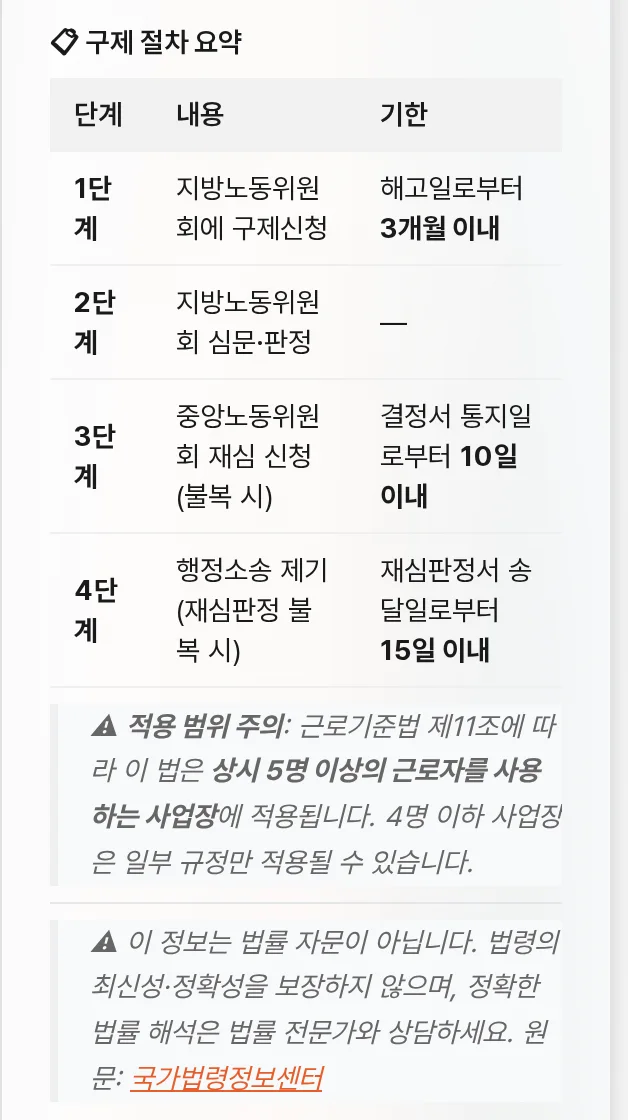 📋 구제 절차 요약
단계 내용 기한
1단
계
지방노동위원
회에 구제신청
해고일로부터
3개월 이내
2단
계
지방노동위원
회 심문·판정
—
3단
계
중앙노동위원
회 재심 신청
(불복 시)
결정서 통지일
로부터 10일
이내
4단
계
행정소송 제기
(재심판정 불
복 시)
재심판정서 송
달일로부터
15일 이내
⚠ 적용 범위 주의: 근로기준법 제11조에 따
라 이 법은 상시 5명 이상의 근로자를 사용
하는 사업장에 적용됩니다. 4명 이하 사업장
은 일부 규정만 적용될 수 있습니다.
⚠ 이 정보는 법률 자문이 아닙니다. 법령의
최신성·정확성을 보장하지 않으며, 정확한
법률 해석은 법률 전문가와 상담하세요. 원
문: 국가법령정보센터